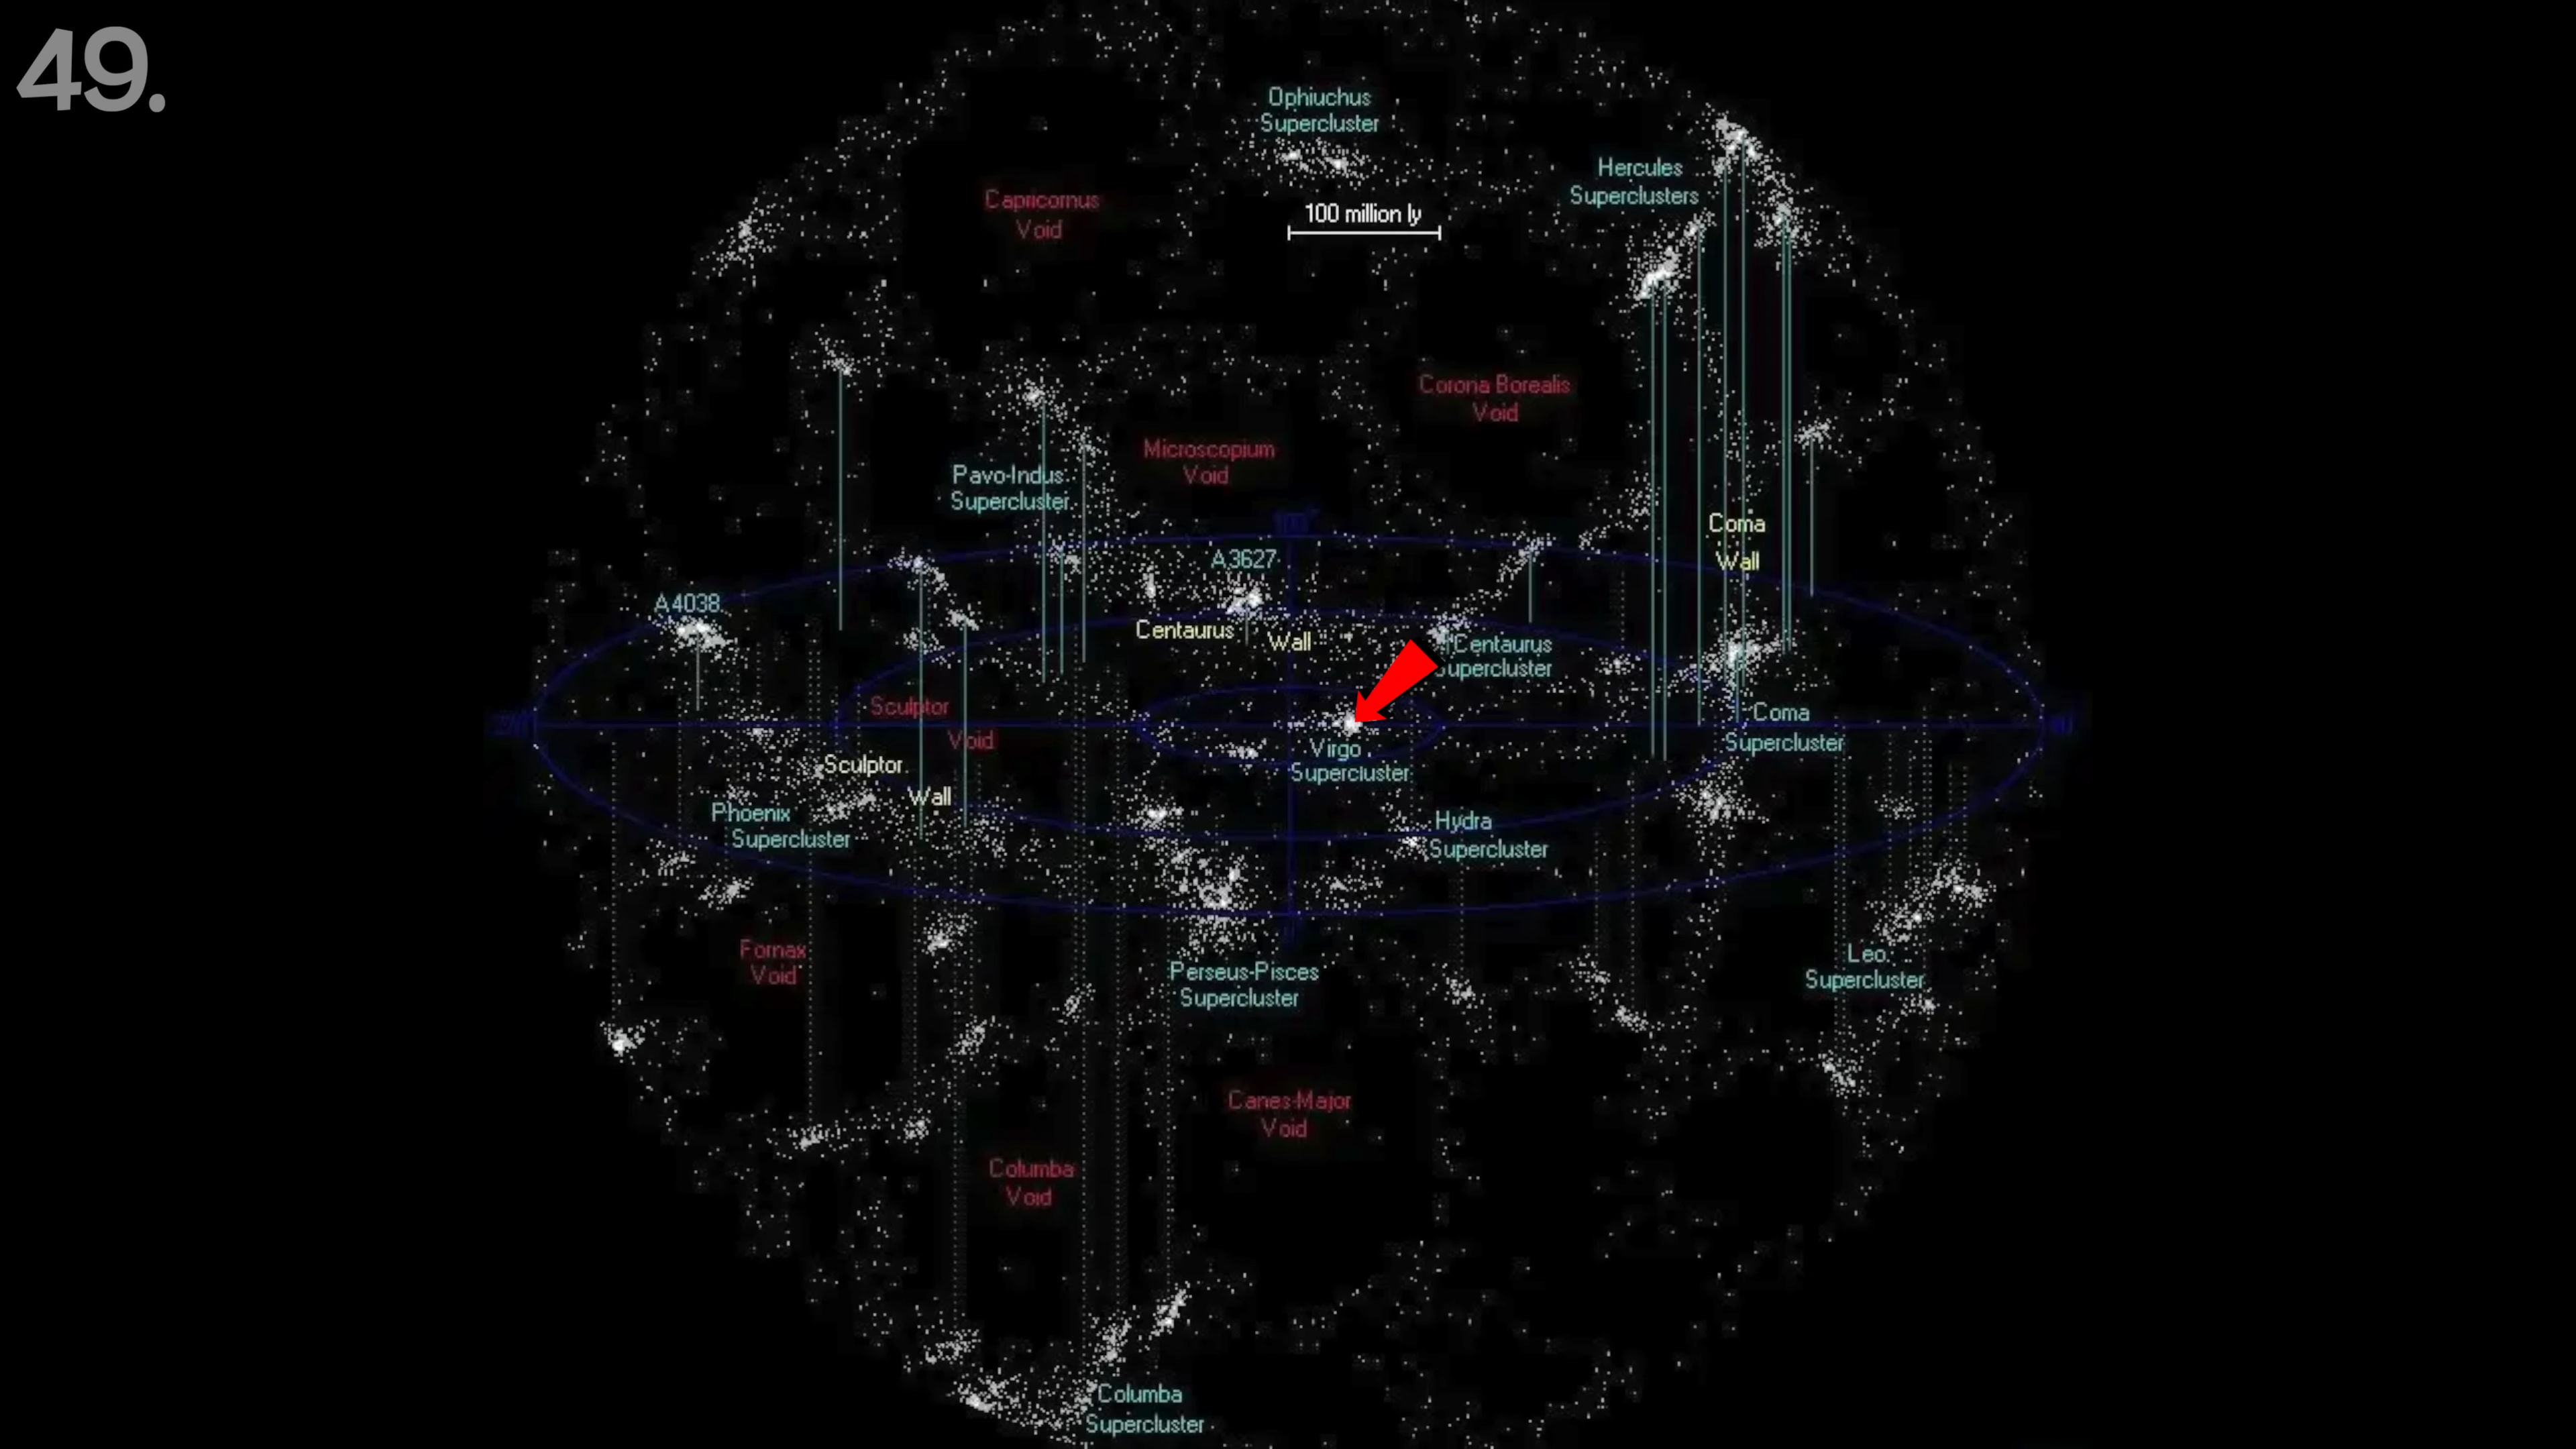 49.
Ophiuchus
Supercluster
Hercules
Superclusters
Capricornus
Void
100 million ly
Corona Borealis
Void
Microscopium
Void
Pavo-Indus
Supercluster
Coma
Wall
A3627
A4038
Centaurus
Wall
Centaurus
Supercluster
Sculptor
Void
Coma
Supercluster
Virgo
Supercluster
Sculptor
Wall
Phoenix
Supercluster
Hydra
Supercluster
Fornax
Void
Perseus-Pisces
Supercluster
Leo
Supercluster
Canes-Major
Void
Columba
Void
Columba
Supercluster